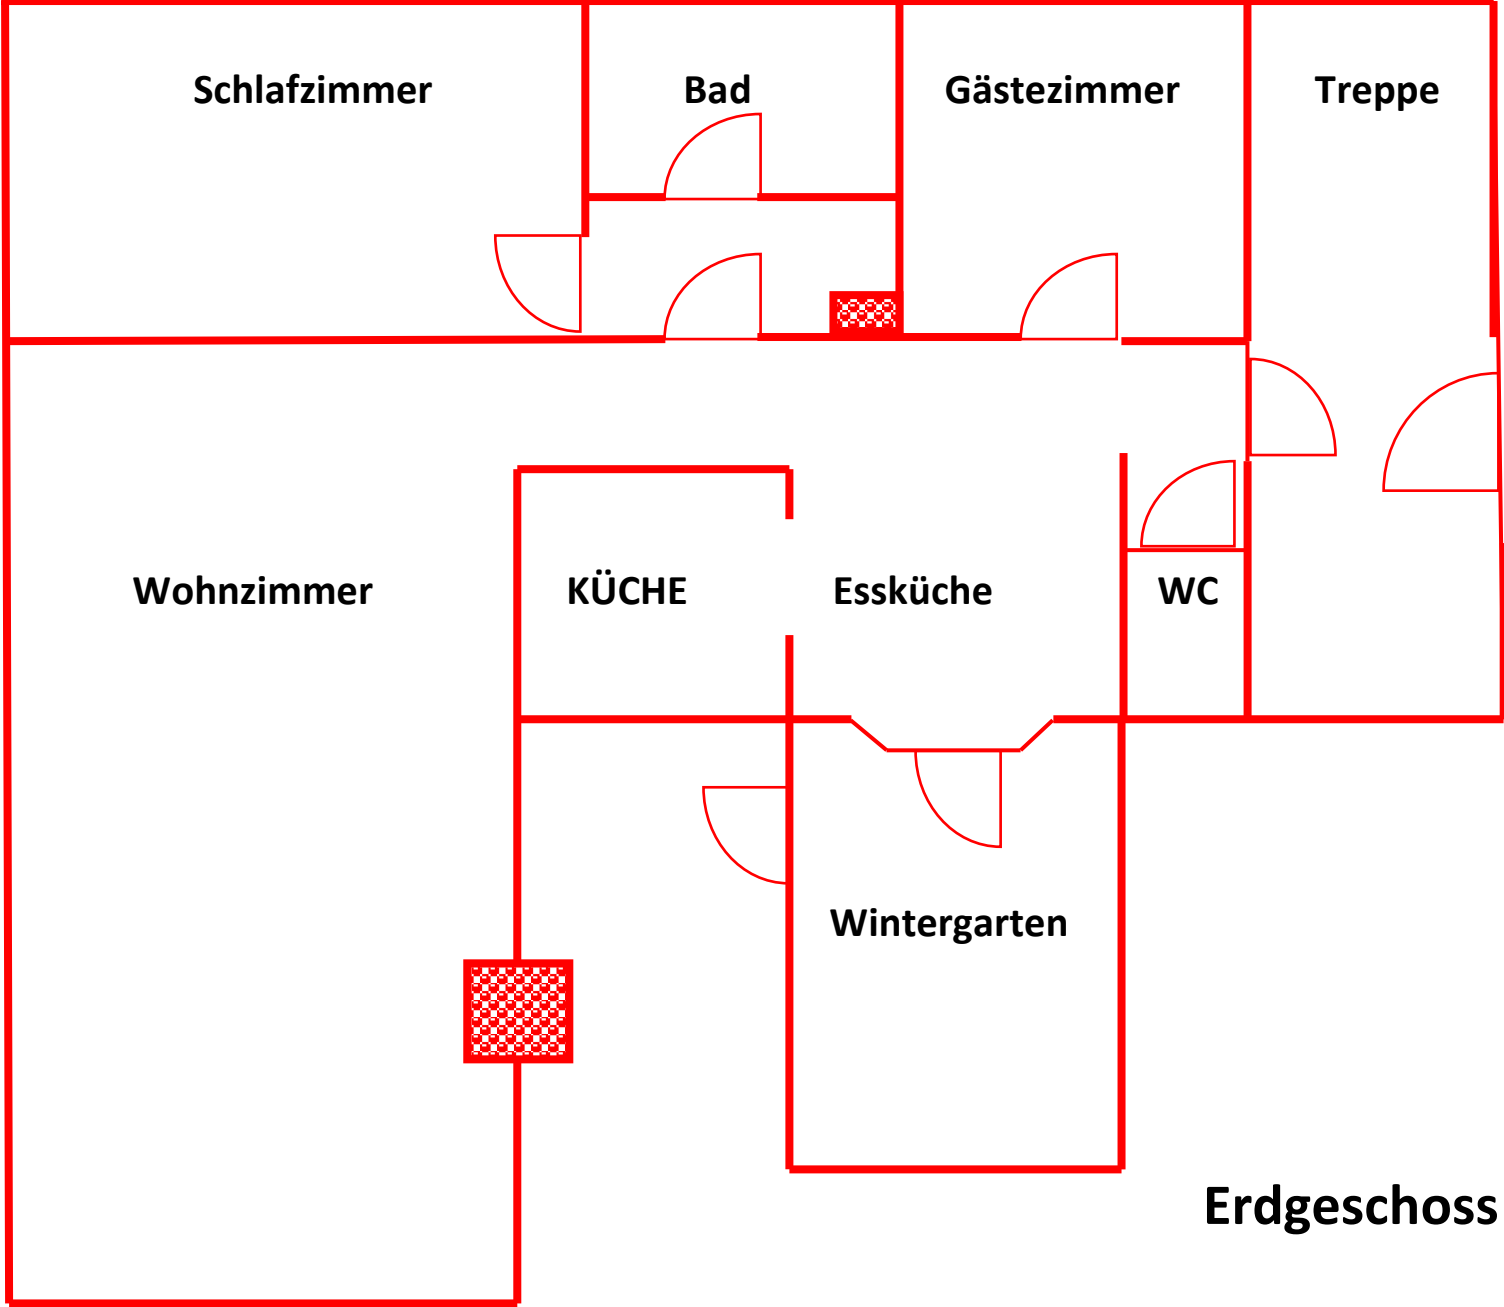 Schlafzimmer
Bad
Gästezimmer
Treppe
Wohnzimmer
KÜCHE
Essküche
WC
Wintergarten
Erdgeschoss